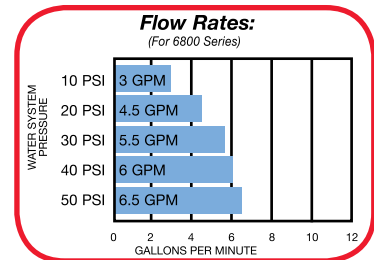 Flow Rates:
(For 6800 Series)
WATER SYSTEM
PRESSURE
10 PSI 3 GPM
20 PSI 4.5 GPM
30 PSI 5.5 GPM
40 PSI 6 GPM
50 PSI 6.5 GPM
0 2 4 6 8 10 12
GALLONS PER MINUTE